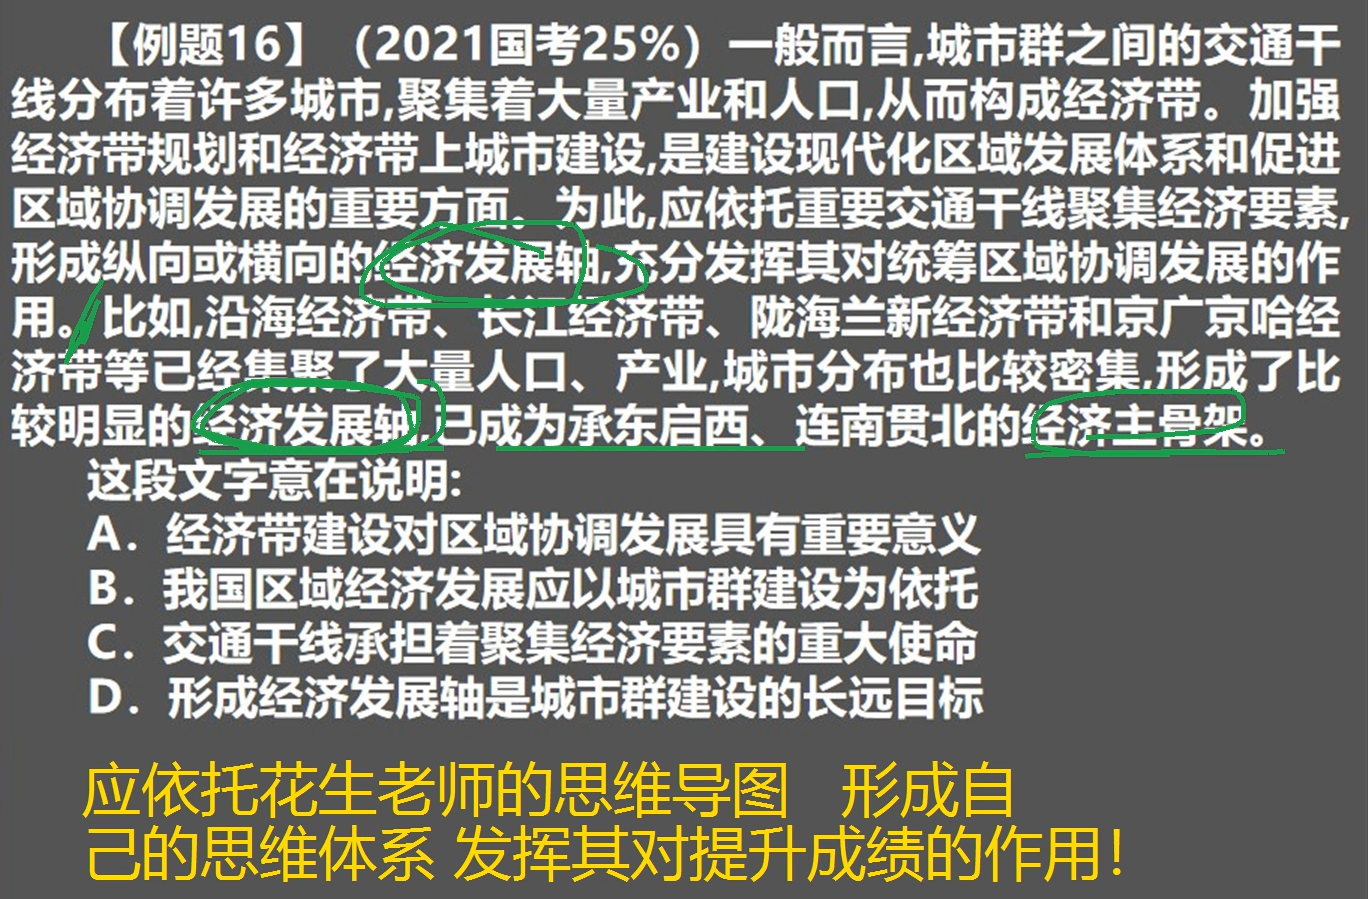 【例题16】（2021国考25%）一般而言,城市群之间的交通干
线分布着许多城市,聚集着大量产业和人口,从而构成经济带。加强
经济带规划和经济带上城市建设,是建设现代化区域发展体系和促进
区域协调发展的重要方面。为此,应依托重要交通干线聚集经济要素,
形成纵向或横向的经济发展轴,充分发挥其对统筹区域协调发展的作
用。比如,沿海经济带、长江经济带、陇海兰新经济带和京广京哈经
济带等已经集聚了大量人口、产业,城市分布也比较密集,形成了比
较明显的经济发展轴,已成为承东启西、连南贯北的经济主骨架。
这段文字意在说明:
A．经济带建设对区域协调发展具有重要意义
B．我国区域经济发展应以城市群建设为依托
C．交通干线承担着聚集经济要素的重大使命
D．形成经济发展轴是城市群建设的长远目标
应依托花生老师的思维导图 形成自
己的思维体系 发挥其对提升成绩的作用！